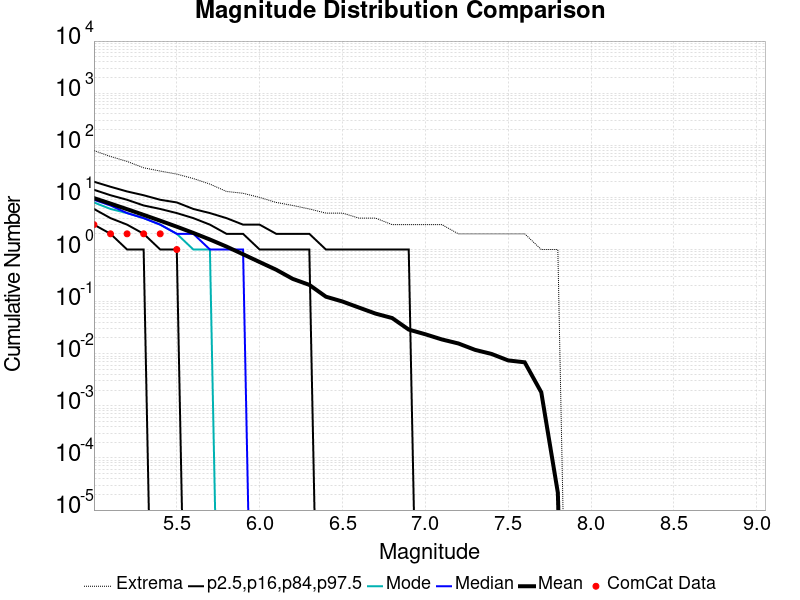 Magnitude Distribution Comparison
10^4
10^3
10^2
10^1
10^0
10^-1
10^-2
10^-3
10^-4
10^-5
Cumulative Number
5.5 6.0 6.5 7.0 7.5 8.0 8.5 9.0
Magnitude
Extrema p2.5,p16,p84,p97.5 Mode Median Mean ComCat Data